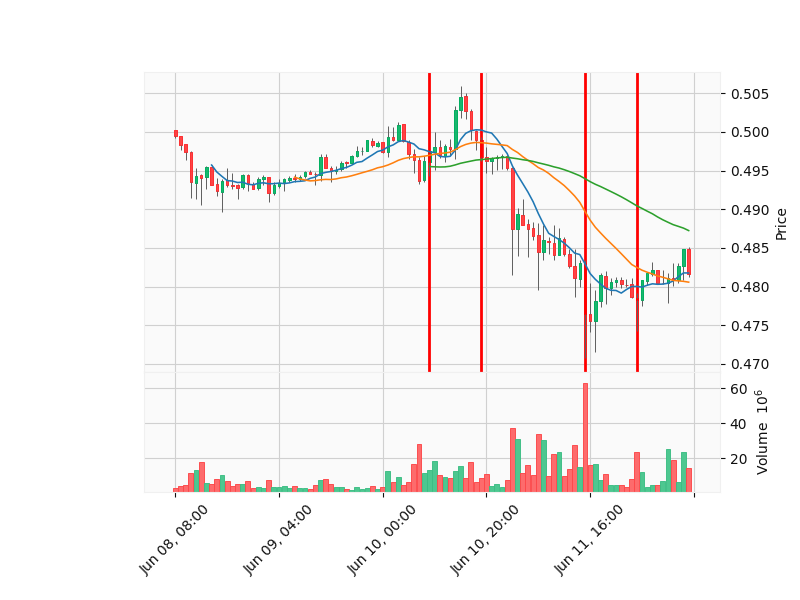 0.505
0.500
0.495
0.490
0.485
0.480
0.475
0.470
Price
60
40
20
Volume 10^6
Jun 08, 08:00
Jun 09, 04:00
Jun 10, 00:00
Jun 10, 20:00
Jun 11, 16:00